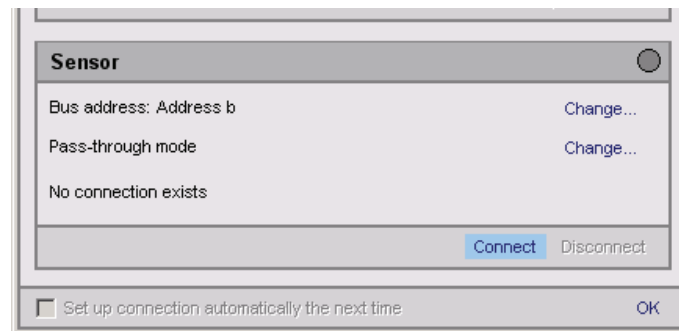 Sensor
Bus address: Address b
Change...
Pass-through mode
Change...
No connection exists
Connect Disconnect
Set up connection automatically the next time
OK